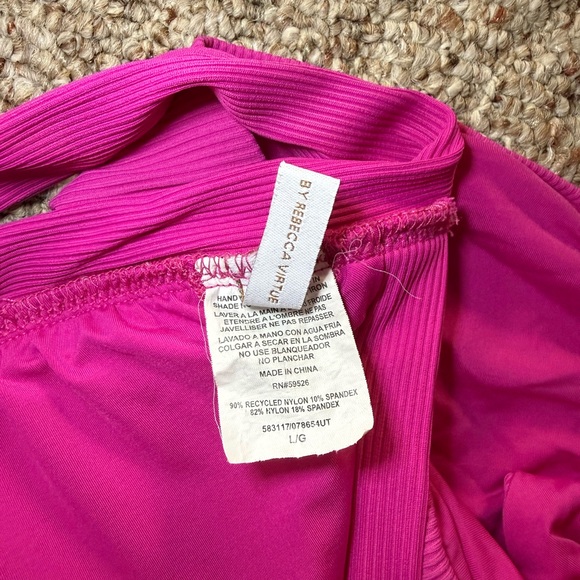 BY REBECCA VIRTUE
HAND
SHADE
LAVER A LA MAIN A
ETENDRE A L'OMBRE NE PAS
JAVELLISER NE PAS REPASSER
LAVADO A MANO CON AGUA FRIA
COLGAR A SECAR EN LA SOMBRA
NO USE BLANQUEADOR
NO PLANCHAR
MADE IN CHINA
RN#59526
90% RECYCLED NYLON 10% SPANDEX
82% NYLON 18% SPANDEX
583117/078654UT
L/G